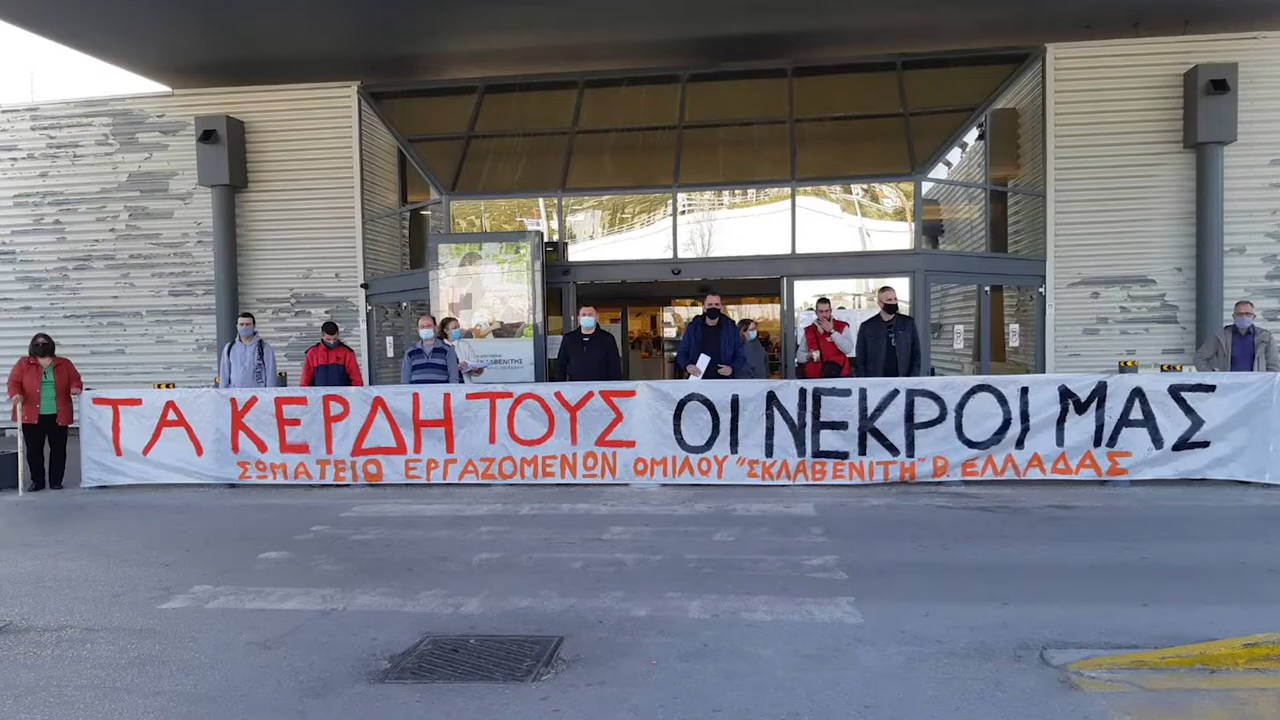 ΤΑ ΚΕΡΔΗ ΤΟΥΣ ΟΙ ΝΕΚΡΟΙ ΜΑΣ
ΣΩΜΑΤΕΙΟ ΕΡΓΑΖΟΜΕΝΩΝ ΟΜΙΛΟΥ "ΣΚΛΑΒΕΝΙΤΗ" Δ. ΕΛΛΑΔΑΣ